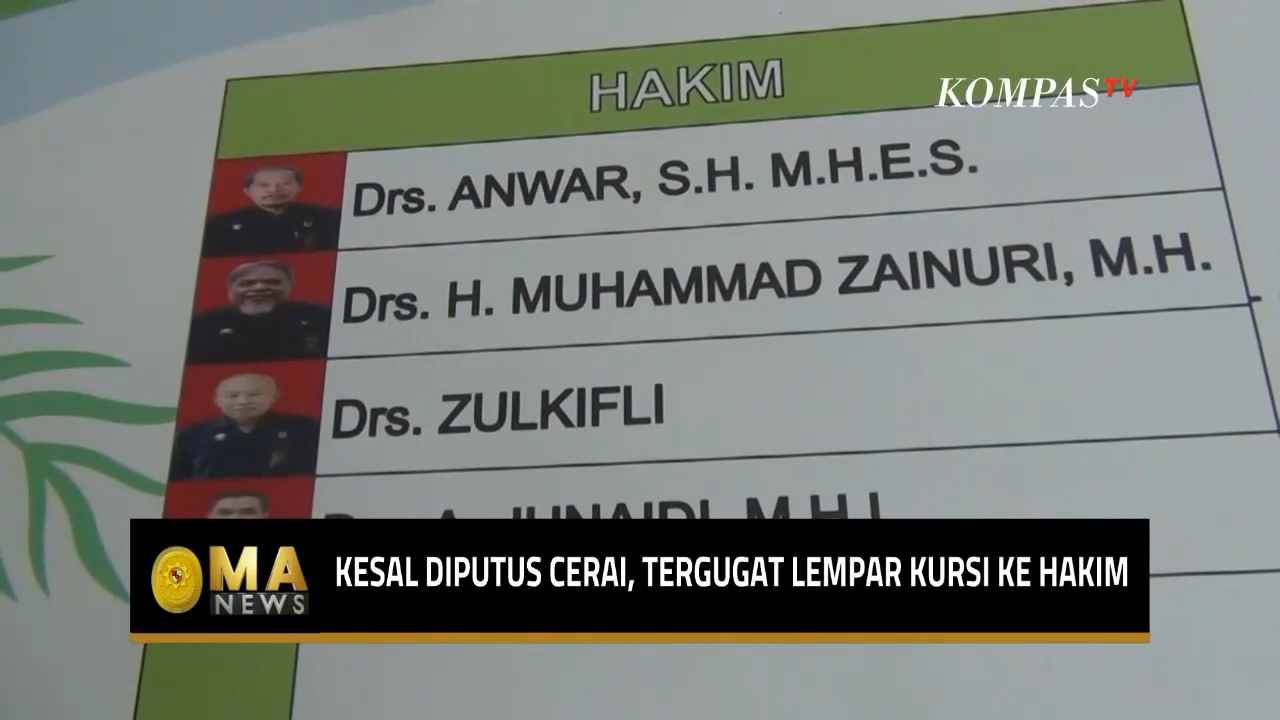 HAKIM
KOMPASTV
Drs. ANWAR, S.H. M.H.E.S.
Drs. H. MUHAMMAD ZAINURI, M.H.
Drs. ZULKIFLI
JUNAIDI, M.H.I
MA NEWS
KESAL DIPUTUS CERAI, TERGUGAT LEMPAR KURSI KE HAKIM